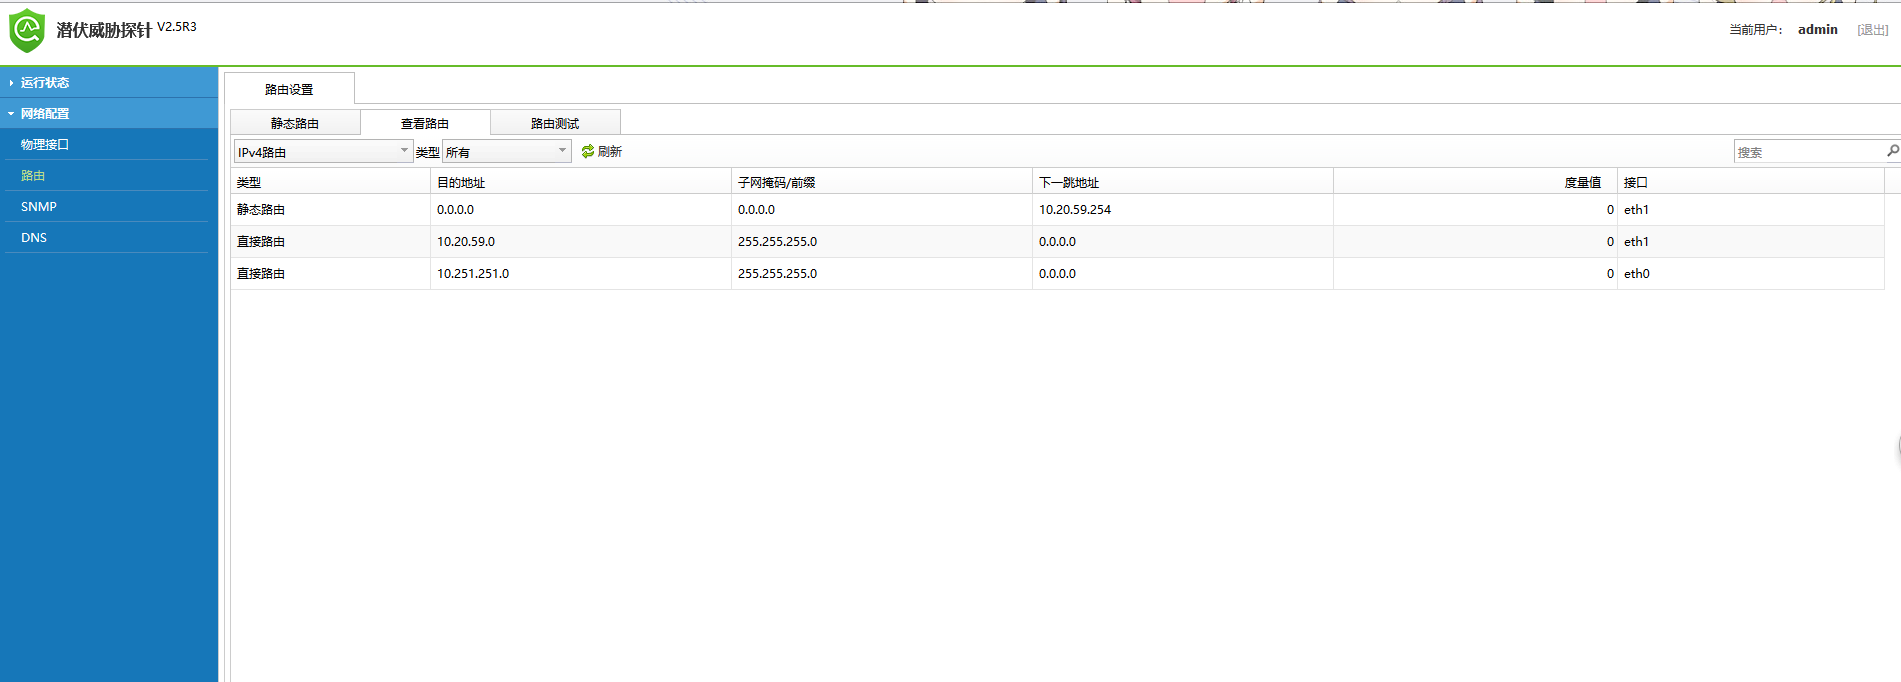 潜伏威胁探针 V2.5R3
当前用户： admin [退出]
运行状态
网络配置
物理接口
路由
SNMP
DNS
路由设置
静态路由 查看路由 路由测试
IPv4路由 类型 所有 刷新 搜索
类型 目的地址 子网掩码/前缀 下一跳地址 度量值 接口
静态路由 0.0.0.0 0.0.0.0 10.20.59.254 0 eth1
直接路由 10.20.59.0 255.255.255.0 0.0.0.0 0 eth1
直接路由 10.251.251.0 255.255.255.0 0.0.0.0 0 eth0